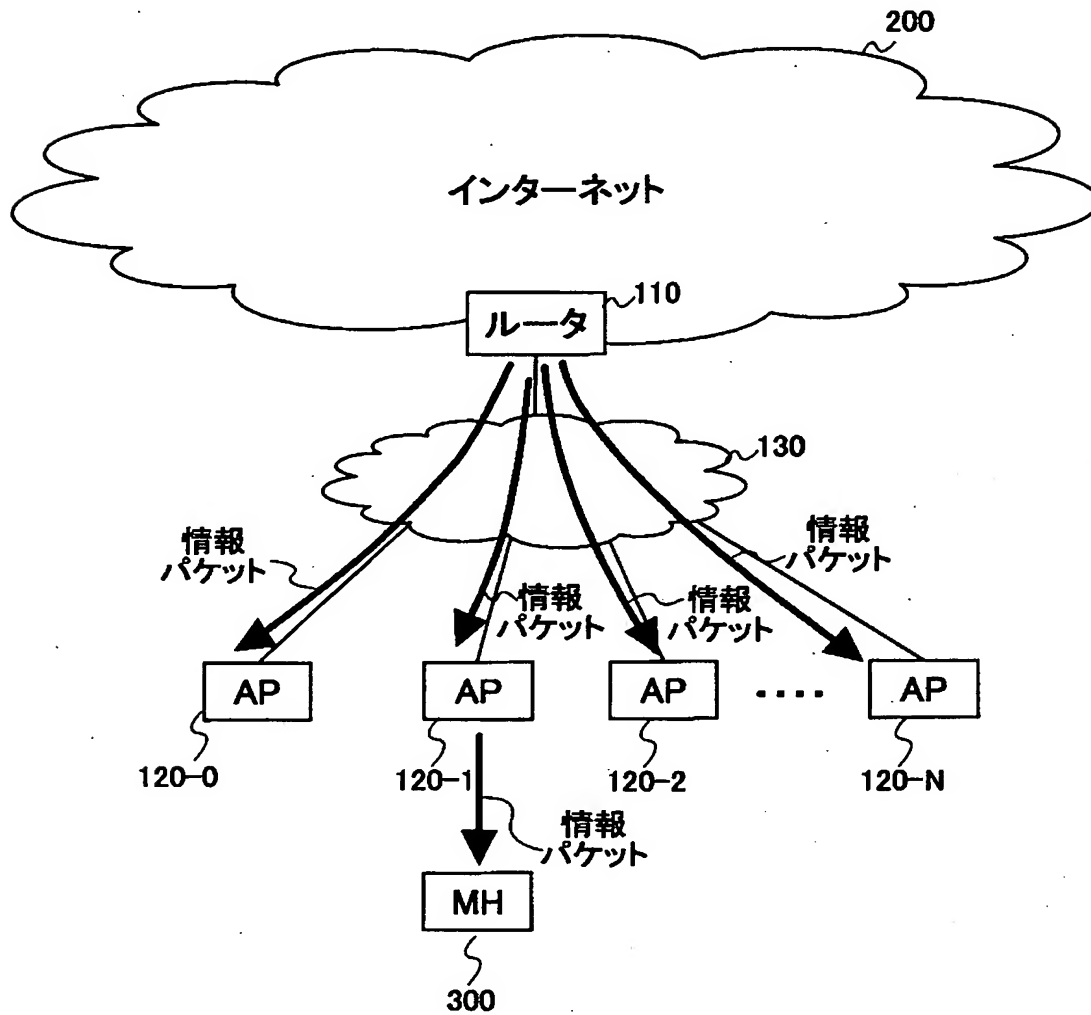 200
インターネット
110
ルータ
130
情報
パケット
情報
パケット
情報
パケット
情報
パケット
AP
AP
AP
....
AP
120-0
120-1
120-2
120-N
情報
パケット
MH
300